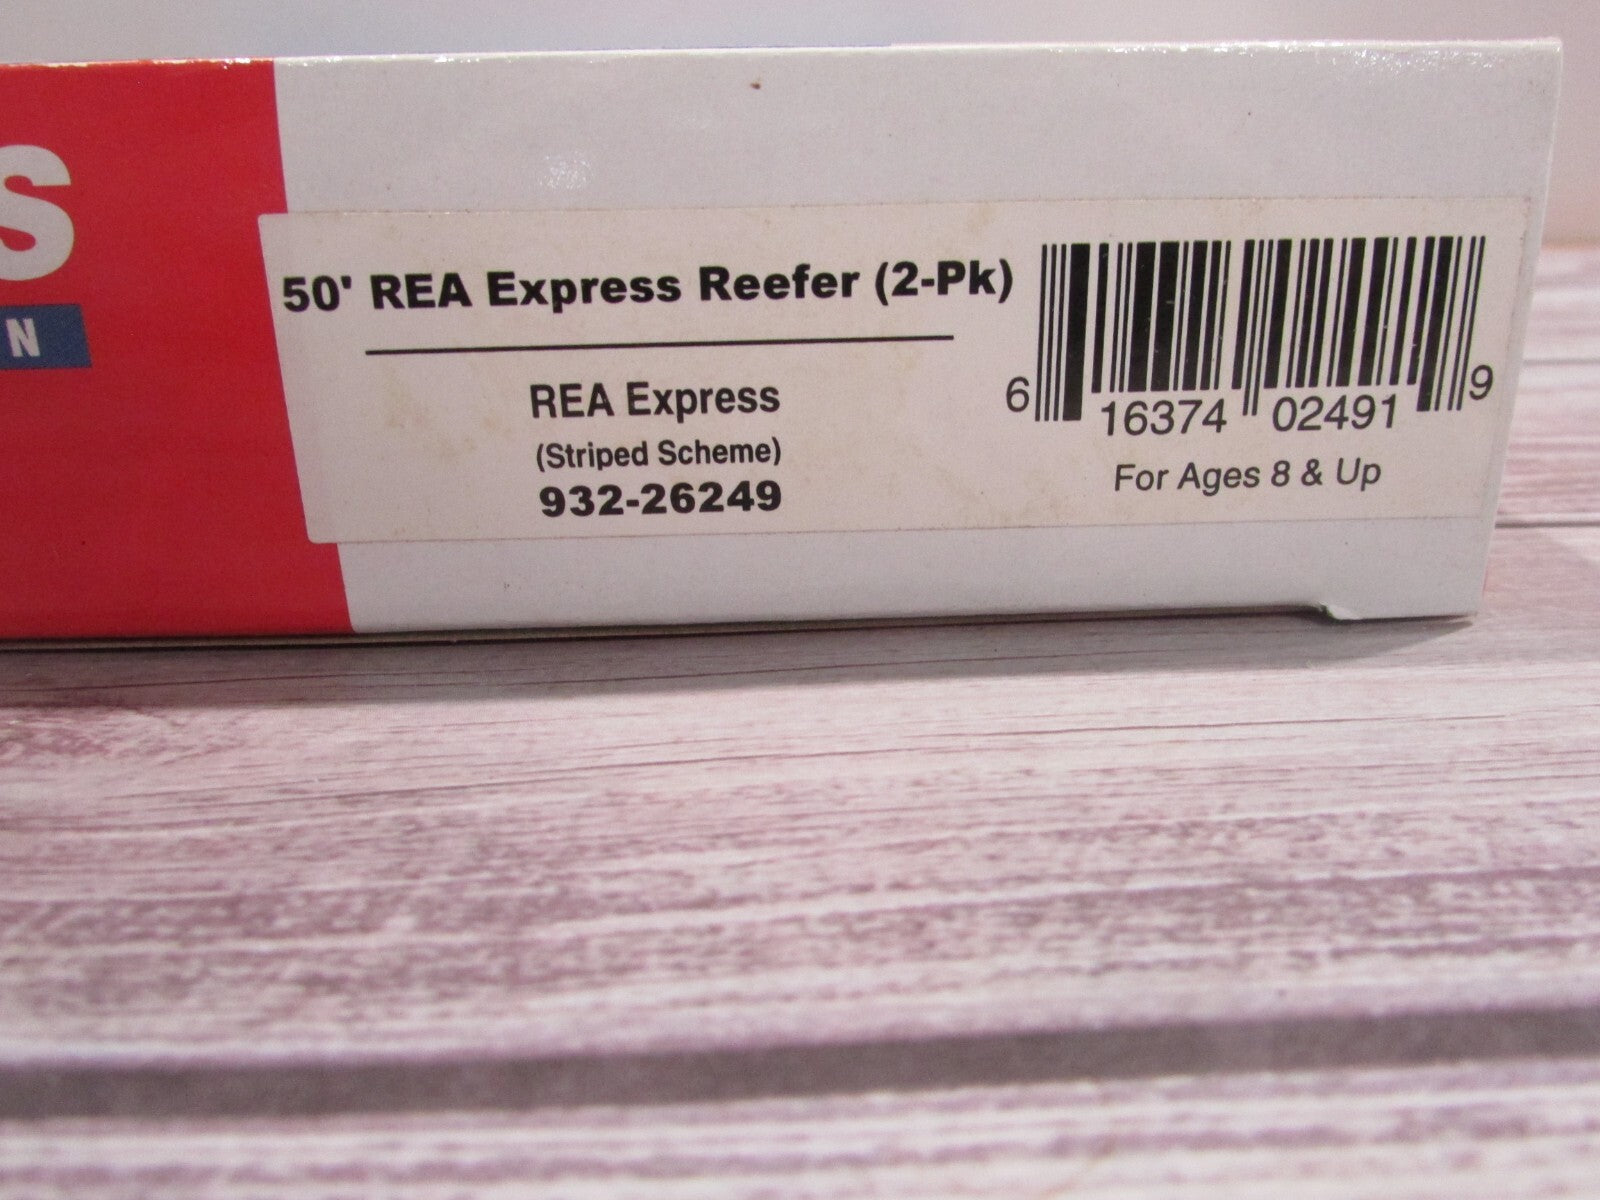 S
N
50' REA Express Reefer (2-Pk)
REA Express
(Striped Scheme)
932-26249
6 16374 02491 9
For Ages 8 & Up